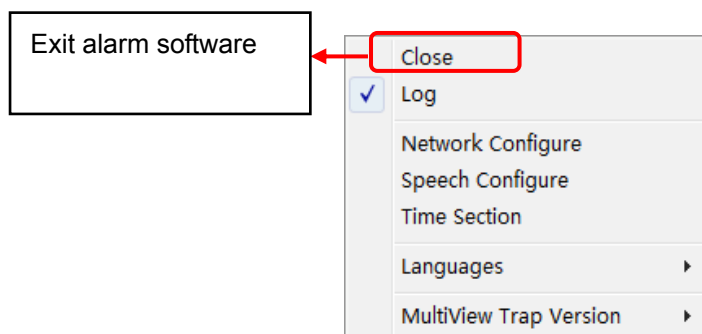 Exit alarm software
Close
Log
Network Configure
Speech Configure
Time Section
Languages
MultiView Trap Version